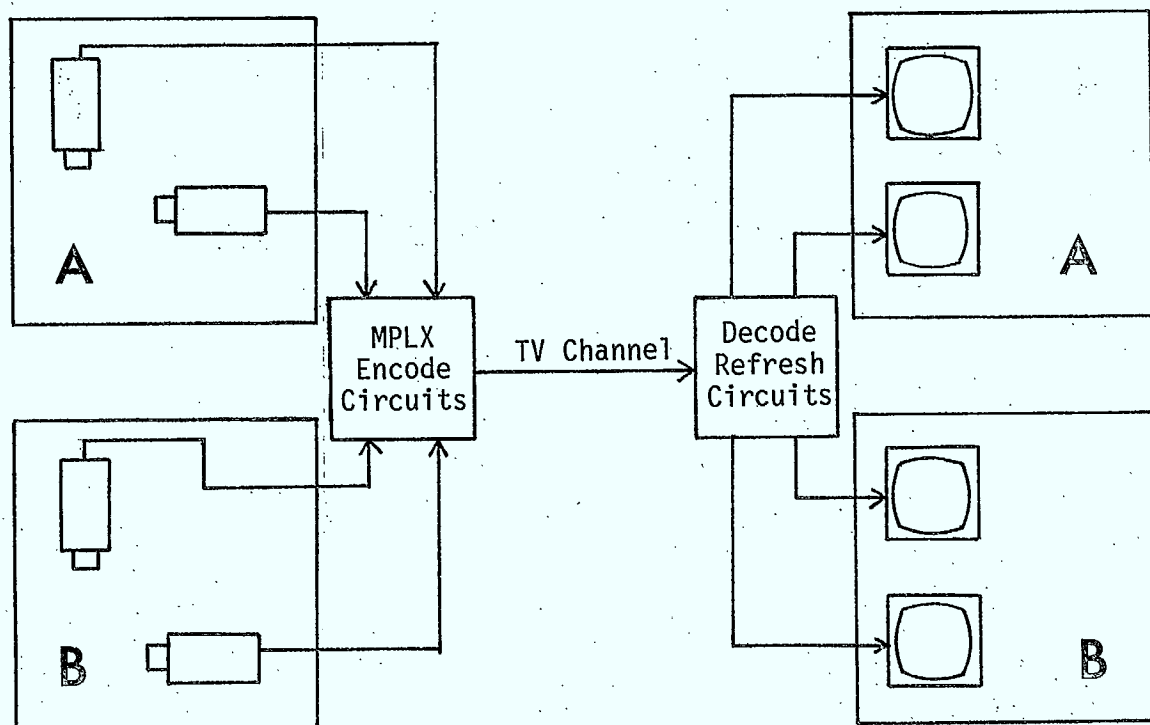 A
A
MPLX
Encode
Circuits
TV Channel
Decode
Refresh
Circuits
B
B